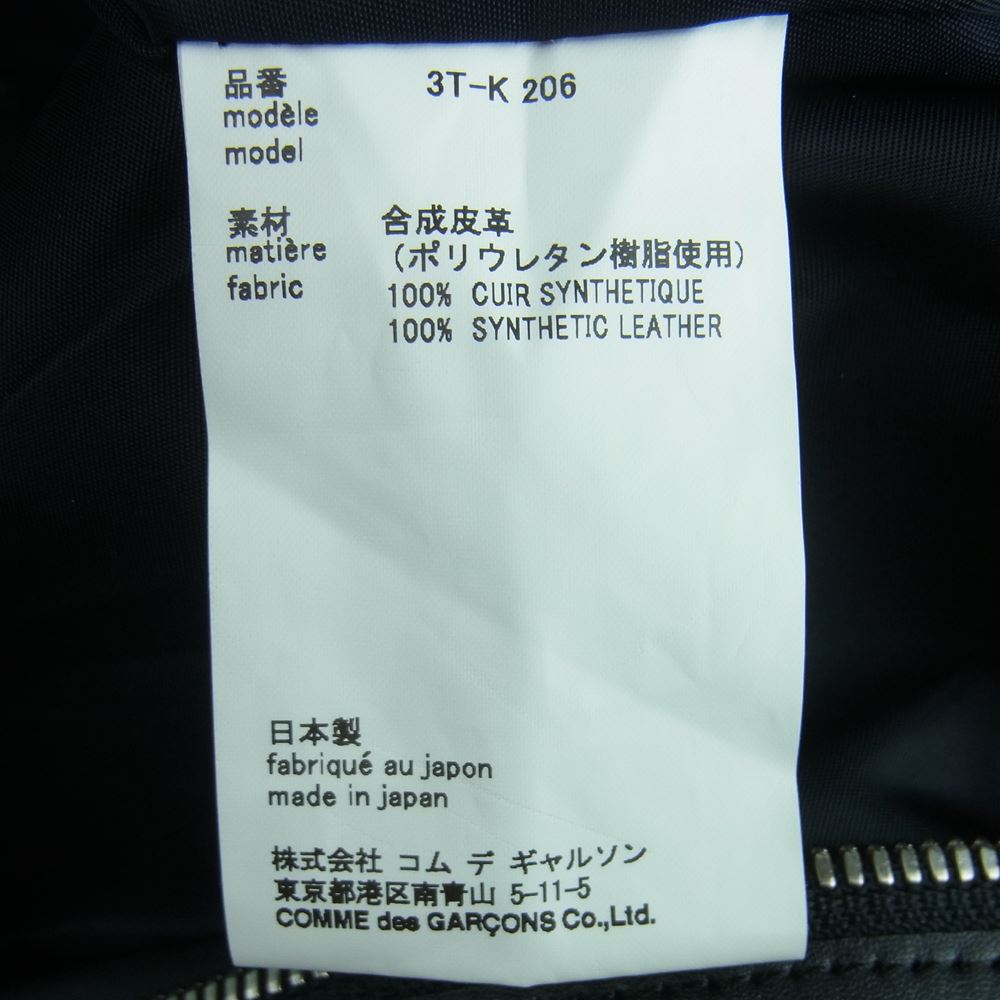 品番 3T-K 206
modèle
model
素材 合成皮革
matière (ポリウレタン樹脂使用)
fabric 100% CUIR SYNTHETIQUE
100% SYNTHETIC LEATHER
日本製
fabriqué au japon
made in japan
株式会社 コム デ ギャルソン
東京都港区南青山 5-11-5
COMME des GARÇONS Co.,Ltd.